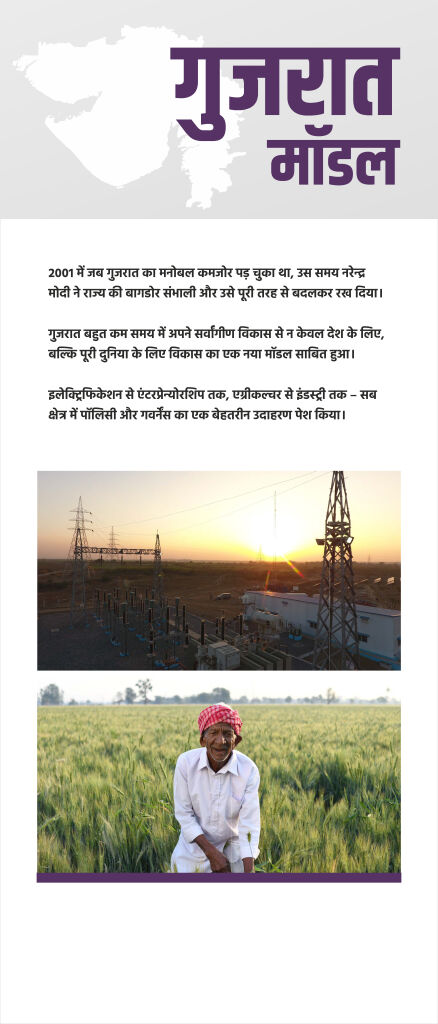 गुजरात
मॉडल
2001 में जब गुजरात का मनोबल कमजोर पड़ चुका था, उस समय नरेन्द्र
मोदी ने राज्य की बागडोर संभाली और उसे पूरी तरह से बदलकर रख दिया।
गुजरात बहुत कम समय में अपने सर्वांगीण विकास से न केवल देश के लिए,
बल्कि पूरी दुनिया के लिए विकास का एक नया मॉडल साबित हुआ।
इलेक्ट्रिफिकेशन से एंटरप्रेन्योरशिप तक, एग्रीकल्चर से इंडस्ट्री तक – सब
क्षेत्र में पॉलिसी और गवर्नेंस का एक बेहतरीन उदाहरण पेश किया।